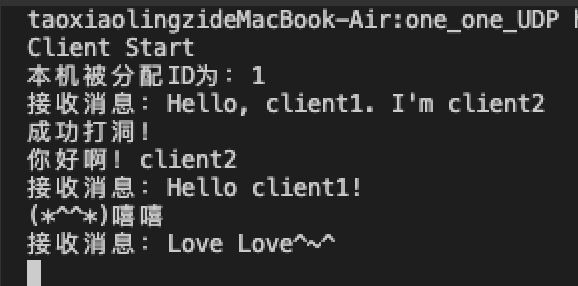 taoxiaolingzideMacBook-Air:one_one_UDP
Client Start
本机被分配ID为：1
接收消息：Hello, client1. I'm client2
成功打洞！
你好啊！client2
接收消息：Hello client1!
(*^^*)嘻嘻
接收消息：Love Love^~^